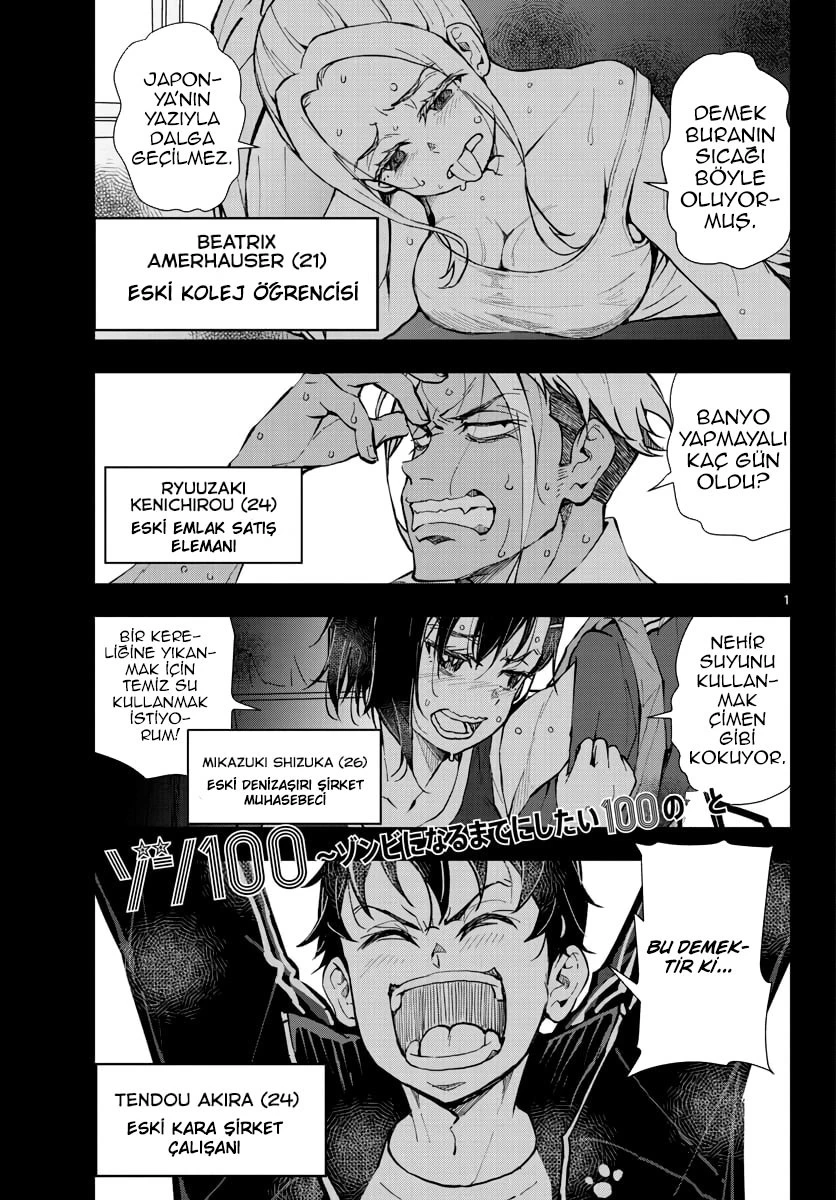 DEMEK
BURANIN
SICAĞI
BÖYLE
OLUYOR-
MUŞ.
JAPON-
YA'NIN
YAZIYLA
DALGA
GEÇİLMEZ.
BEATRIX
AMERHAUSER (21)
ESKİ KOLEJ ÖĞRENCİSİ
BANYO
YAPMAYALI
KAÇ GÜN
OLDU?
RYUUZAKI
KENICHIROU (24)
ESKİ EMLAK SATIŞ
ELEMANI
1
NEHİR
SUYUNU
KULLAN-
MAK
ÇİMEN
GİBİ
KOKUYOR.
BİR KERE-
LİĞİNE YIKAN-
MAK İÇİN
TEMİZ SU
KULLANMAK
İSTİYO-
RUM!
MIKAZUKI SHIZUKA (26)
ESKİ DENİZAŞIRI ŞİRKET
MUHASEBECİ
ゾン100
~ゾンビになるまでにしたい100の
と
BU DEMEK-
TİR Kİ...
TENDOU AKIRA (24)
ESKİ KARA ŞİRKET
ÇALIŞANI